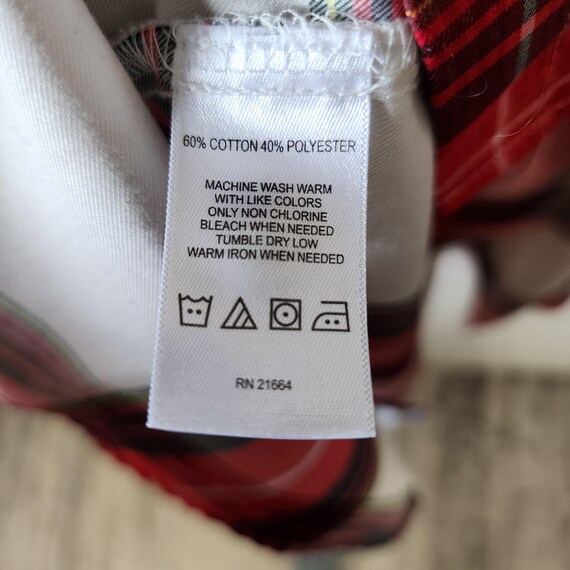 60% COTTON 40% POLYESTER
MACHINE WASH WARM
WITH LIKE COLORS
ONLY NON CHLORINE
BLEACH WHEN NEEDED
TUMBLE DRY LOW
WARM IRON WHEN NEEDED
RN 21664